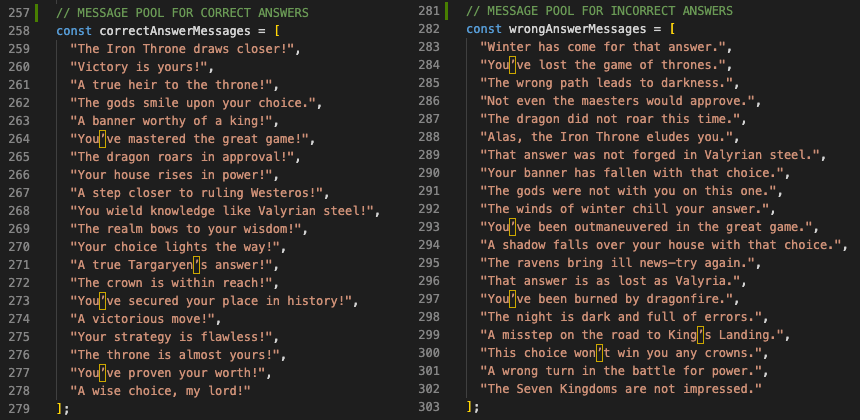 257 // MESSAGE POOL FOR CORRECT ANSWERS
258 const correctAnswerMessages = [
259 "The Iron Throne draws closer!",
260 "Victory is yours!",
261 "A true heir to the throne!",
262 "The gods smile upon your choice.",
263 "A banner worthy of a king!",
264 "You’ve mastered the great game!",
265 "The dragon roars in approval!",
266 "Your house rises in power!",
267 "A step closer to ruling Westeros!",
268 "You wield knowledge like Valyrian steel!",
269 "The realm bows to your wisdom!",
270 "Your choice lights the way!",
271 "A true Targaryen’s answer!",
272 "The crown is within reach!",
273 "You’ve secured your place in history!",
274 "A victorious move!",
275 "Your strategy is flawless!",
276 "The throne is almost yours!",
277 "You’ve proven your worth!",
278 "A wise choice, my lord!"
279 ];
281 // MESSAGE POOL FOR INCORRECT ANSWERS
282 const wrongAnswerMessages = [
283 "Winter has come for that answer.",
284 "You’ve lost the game of thrones.",
285 "The wrong path leads to darkness.",
286 "Not even the maesters would approve.",
287 "The dragon did not roar this time.",
288 "Alas, the Iron Throne eludes you.",
289 "That answer was not forged in Valyrian steel.",
290 "Your banner has fallen with that choice.",
291 "The gods were not with you on this one.",
292 "The winds of winter chill your answer.",
293 "You’ve been outmaneuvered in the great game.",
294 "A shadow falls over your house with that choice.",
295 "The ravens bring ill news—try again.",
296 "That answer is as lost as Valyria.",
297 "You’ve been burned by dragonfire.",
298 "The night is dark and full of errors.",
299 "A misstep on the road to King’s Landing.",
300 "This choice won’t win you any crowns.",
301 "A wrong turn in the battle for power.",
302 "The Seven Kingdoms are not impressed."
303 ];